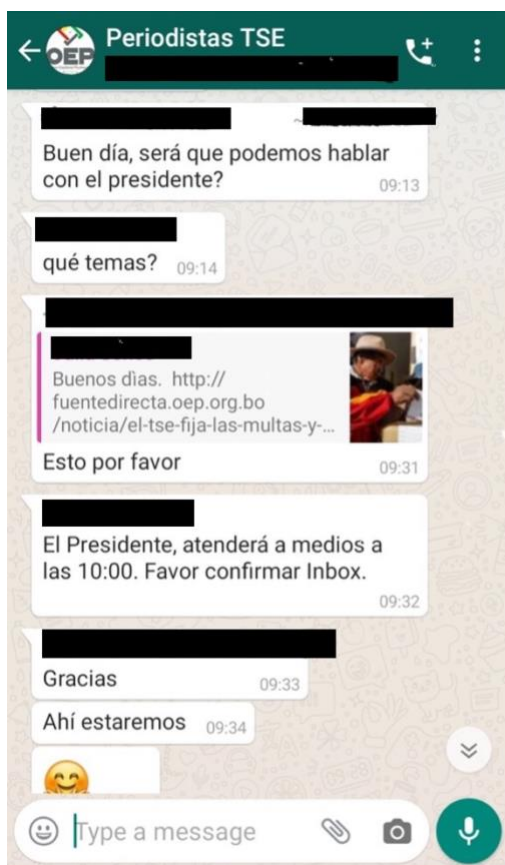 Periodistas TSE
OEP
Buen día, será que podemos hablar
con el presidente?
09:13
qué temas? 09:14
Buenos dìas. http://
fuentedirecta.oep.org.bo
/noticia/el-tse-fija-las-multas-y-...
Esto por favor
09:31
El Presidente, atenderá a medios a
las 10:00. Favor confirmar Inbox.
09:32
Gracias 09:33
Ahí estaremos 09:34
Type a message